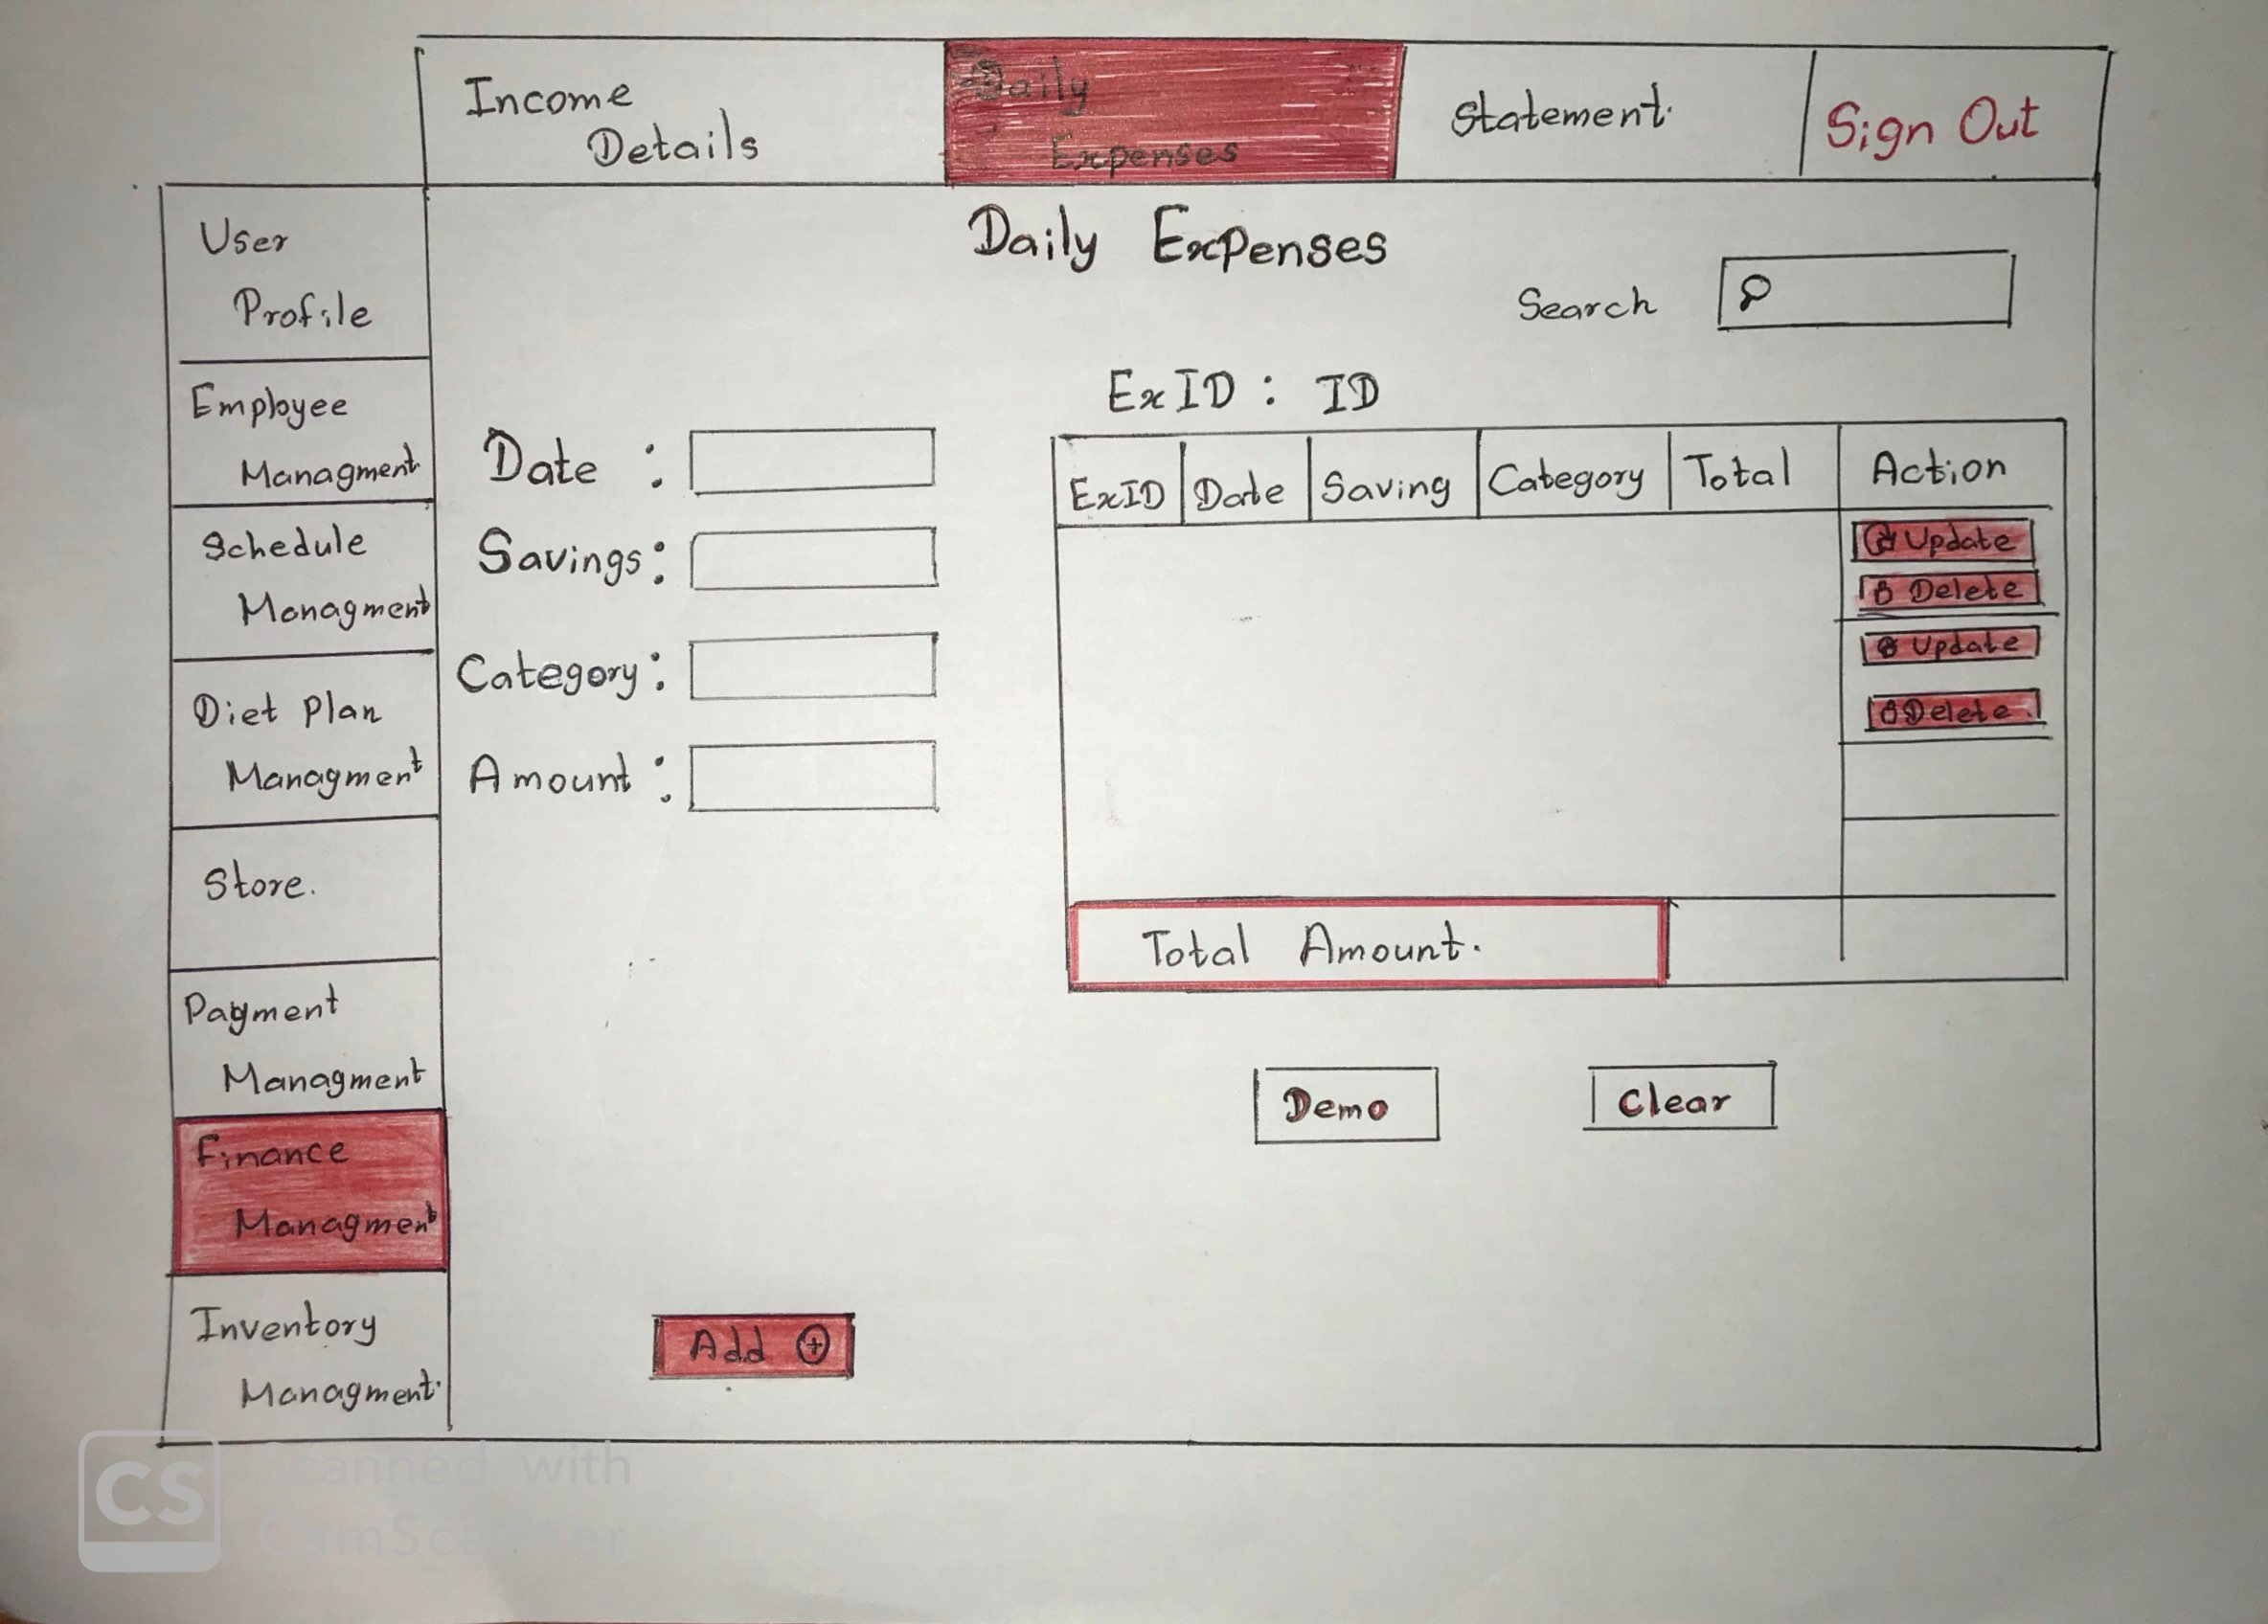 Income
Details
Daily
Expenses
Statement.
Sign Out
User
Profile
Employee
Managment
Schedule
Managment
Diet Plan
Managment
Store.
Payment
Managment
Finance
Managment
Inventory
Managment.
Daily Expenses
Search
ExID : ID
Date :
Savings :
Category :
Amount :
ExID Date Saving Category Total Action
Update
Delete
Update
Delete.
Total Amount.
Demo Clear
Add +
CS Scanned with
CamScanner